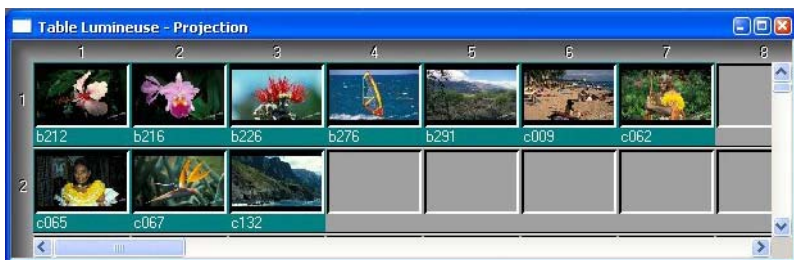 Table Lumineuse - Projection
1 2 3 4 5 6 7 8
1
b212 b216 b226 b276 b291 c009 c062
2
c065 c067 c132